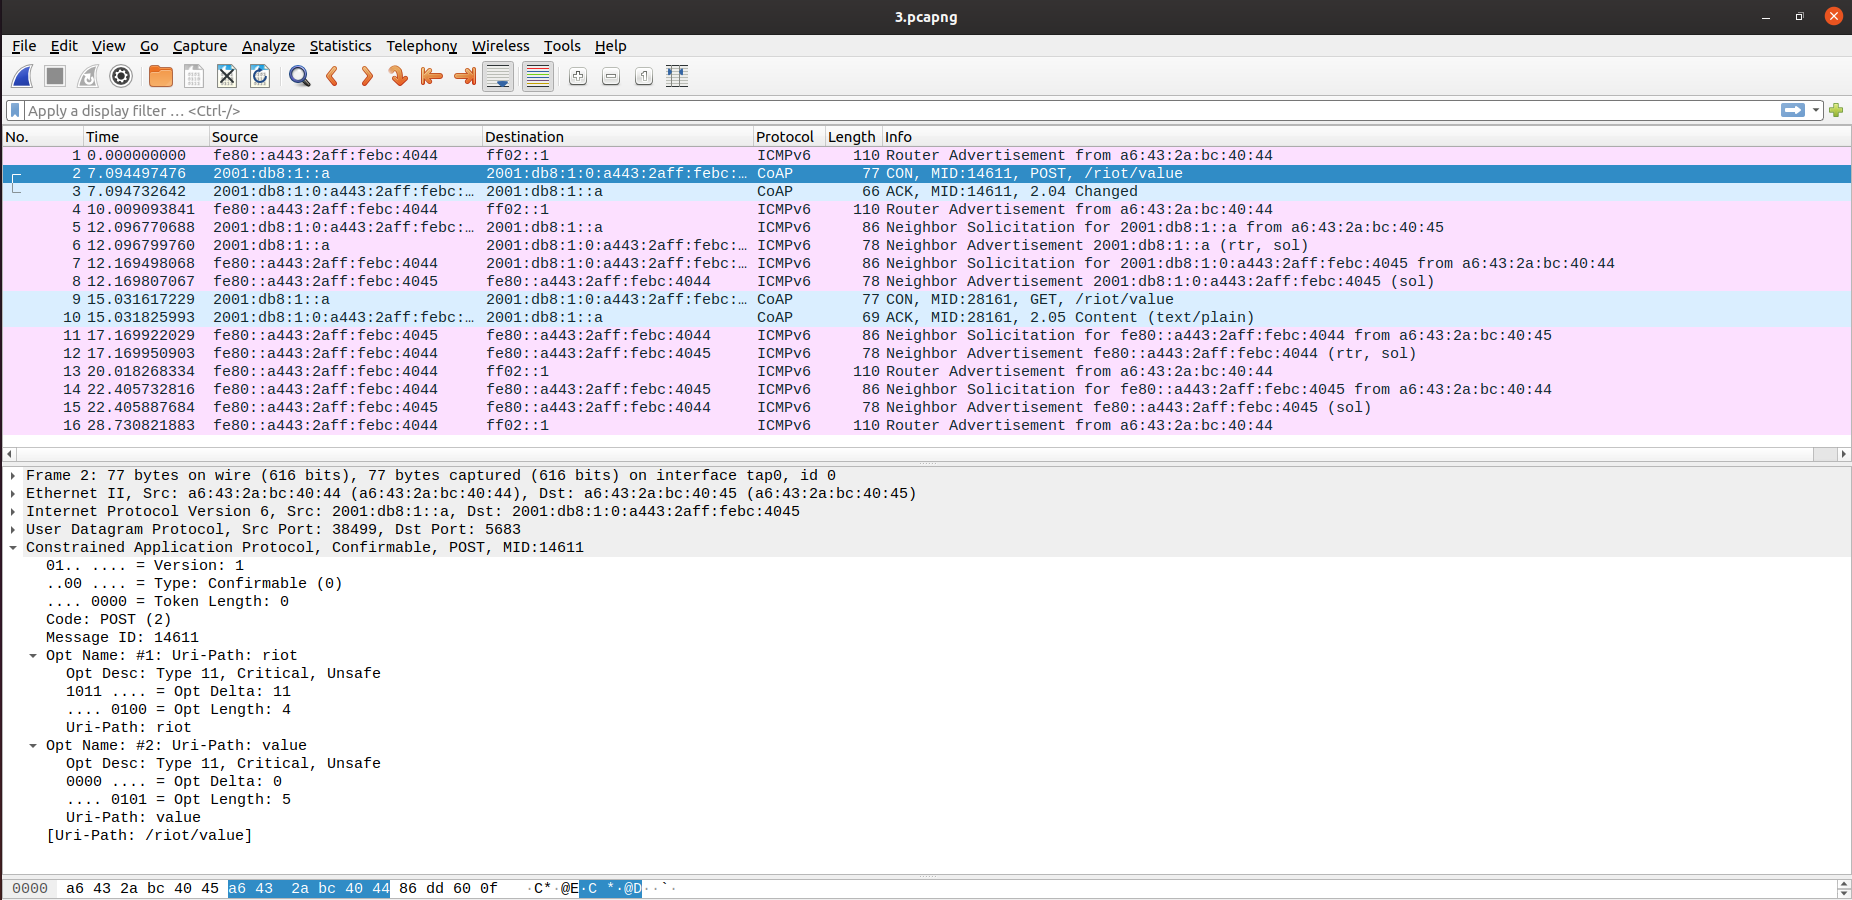 3.pcapng
File Edit View Go Capture Analyze Statistics Telephony Wireless Tools Help
Apply a display filter … <Ctrl-/>
No. Time Source Destination Protocol Length Info
1 0.000000000 fe80::a443:2aff:febc:4044 ff02::1 ICMPv6 110 Router Advertisement from a6:43:2a:bc:40:44
2 7.094497476 2001:db8:1::a 2001:db8:1:0:a443:2aff:febc:… CoAP 77 CON, MID:14611, POST, /riot/value
3 7.094732642 2001:db8:1:0:a443:2aff:febc:… 2001:db8:1::a CoAP 66 ACK, MID:14611, 2.04 Changed
4 10.009093841 fe80::a443:2aff:febc:4044 ff02::1 ICMPv6 110 Router Advertisement from a6:43:2a:bc:40:44
5 12.096770688 2001:db8:1:0:a443:2aff:febc:… 2001:db8:1::a ICMPv6 86 Neighbor Solicitation for 2001:db8:1::a from a6:43:2a:bc:40:45
6 12.096799760 2001:db8:1::a 2001:db8:1:0:a443:2aff:febc:… ICMPv6 78 Neighbor Advertisement 2001:db8:1::a (rtr, sol)
7 12.169498068 fe80::a443:2aff:febc:4044 2001:db8:1:0:a443:2aff:febc:… ICMPv6 86 Neighbor Solicitation for 2001:db8:1:0:a443:2aff:febc:4045 from a6:43:2a:bc:40:44
8 12.169807067 fe80::a443:2aff:febc:4045 fe80::a443:2aff:febc:4044 ICMPv6 78 Neighbor Advertisement 2001:db8:1:0:a443:2aff:febc:4045 (sol)
9 15.031617229 2001:db8:1::a 2001:db8:1:0:a443:2aff:febc:… CoAP 77 CON, MID:28161, GET, /riot/value
10 15.031825993 2001:db8:1:0:a443:2aff:febc:… 2001:db8:1::a CoAP 69 ACK, MID:28161, 2.05 Content (text/plain)
11 17.169922029 fe80::a443:2aff:febc:4045 fe80::a443:2aff:febc:4044 ICMPv6 86 Neighbor Solicitation for fe80::a443:2aff:febc:4044 from a6:43:2a:bc:40:45
12 17.169950903 fe80::a443:2aff:febc:4044 fe80::a443:2aff:febc:4045 ICMPv6 78 Neighbor Advertisement fe80::a443:2aff:febc:4044 (rtr, sol)
13 20.018268334 fe80::a443:2aff:febc:4044 ff02::1 ICMPv6 110 Router Advertisement from a6:43:2a:bc:40:44
14 22.405732816 fe80::a443:2aff:febc:4044 fe80::a443:2aff:febc:4045 ICMPv6 86 Neighbor Solicitation for fe80::a443:2aff:febc:4045 from a6:43:2a:bc:40:44
15 22.405887684 fe80::a443:2aff:febc:4045 fe80::a443:2aff:febc:4044 ICMPv6 78 Neighbor Advertisement fe80::a443:2aff:febc:4045 (sol)
16 28.730821883 fe80::a443:2aff:febc:4044 ff02::1 ICMPv6 110 Router Advertisement from a6:43:2a:bc:40:44
Frame 2: 77 bytes on wire (616 bits), 77 bytes captured (616 bits) on interface tap0, id 0
Ethernet II, Src: a6:43:2a:bc:40:44 (a6:43:2a:bc:40:44), Dst: a6:43:2a:bc:40:45 (a6:43:2a:bc:40:45)
Internet Protocol Version 6, Src: 2001:db8:1::a, Dst: 2001:db8:1:0:a443:2aff:febc:4045
User Datagram Protocol, Src Port: 38499, Dst Port: 5683
Constrained Application Protocol, Confirmable, POST, MID:14611
01.. .... = Version: 1
..00 .... = Type: Confirmable (0)
.... 0000 = Token Length: 0
Code: POST (2)
Message ID: 14611
Opt Name: #1: Uri-Path: riot
Opt Desc: Type 11, Critical, Unsafe
1011 .... = Opt Delta: 11
.... 0100 = Opt Length: 4
Uri-Path: riot
Opt Name: #2: Uri-Path: value
Opt Desc: Type 11, Critical, Unsafe
0000 .... = Opt Delta: 0
.... 0101 = Opt Length: 5
Uri-Path: value
[Uri-Path: /riot/value]
0000 a6 43 2a bc 40 45 a6 43 2a bc 40 44 86 dd 60 0f ·C*·@E·C *·@D··`·